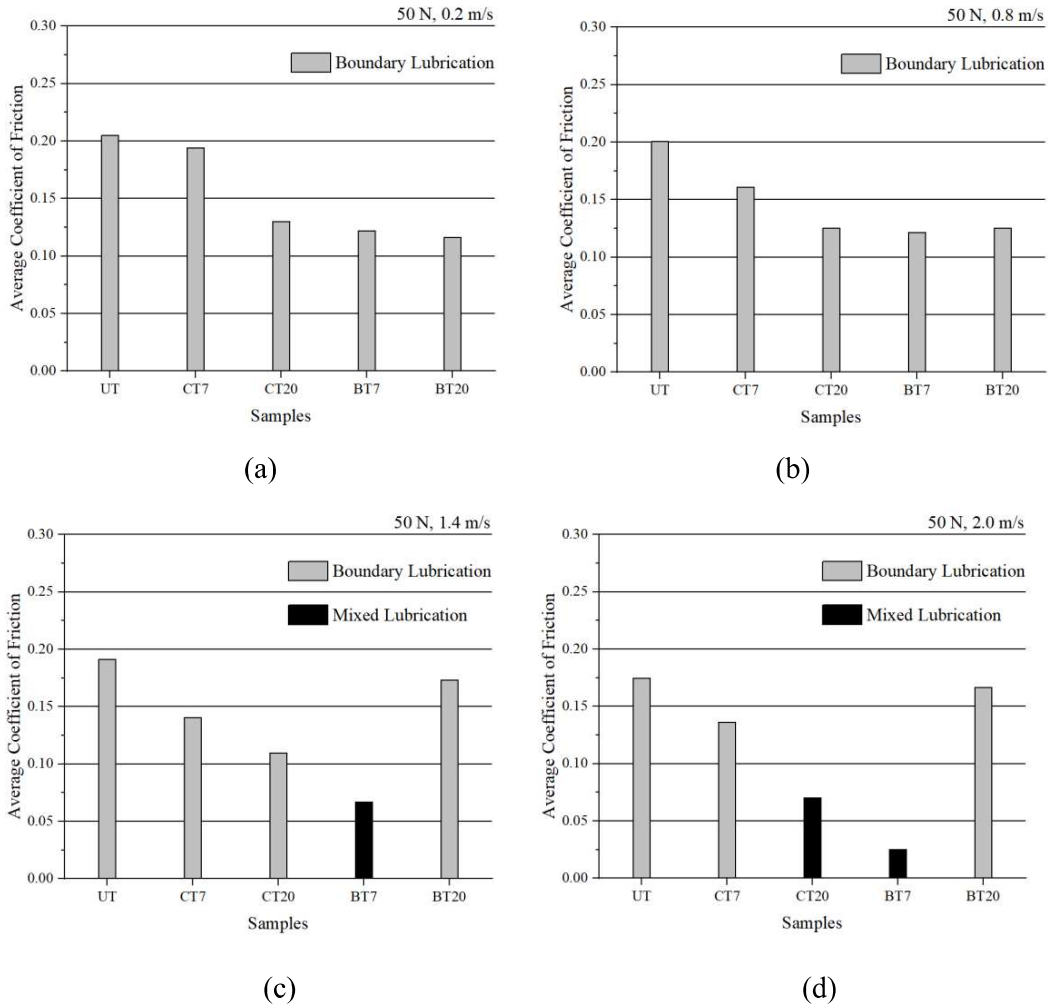 50 N, 0.2 m/s
0.30
0.25
0.20
0.15
0.10
0.05
0.00
Average Coefficient of Friction
Boundary Lubrication
UT CT7 CT20 BT7 BT20
Samples
(a)
50 N, 0.8 m/s
0.30
0.25
0.20
0.15
0.10
0.05
0.00
Average Coefficient of Friction
Boundary Lubrication
UT CT7 CT20 BT7 BT20
Samples
(b)
50 N, 1.4 m/s
0.30
0.25
0.20
0.15
0.10
0.05
0.00
Average Coefficient of Friction
Boundary Lubrication
Mixed Lubrication
UT CT7 CT20 BT7 BT20
Samples
(c)
50 N, 2.0 m/s
0.30
0.25
0.20
0.15
0.10
0.05
0.00
Average Coefficient of Friction
Boundary Lubrication
Mixed Lubrication
UT CT7 CT20 BT7 BT20
Samples
(d)